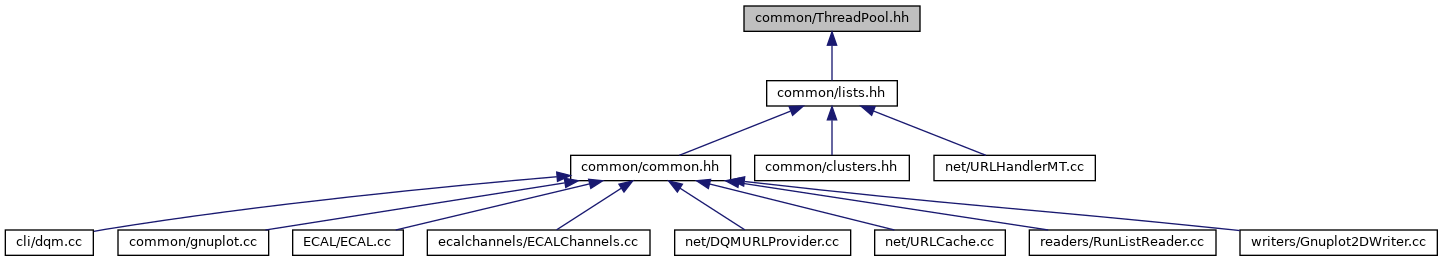 common/ThreadPool.hh
common/lists.hh
common/common.hh
common/clusters.hh
net/URLHandlerMT.cc
cli/dqm.cc
common/gnuplot.cc
ECAL/ECAL.cc
ecalchannels/ECALChannels.cc
net/DQMURLProvider.cc
net/URLCache.cc
readers/RunListReader.cc
writers/Gnuplot2DWriter.cc